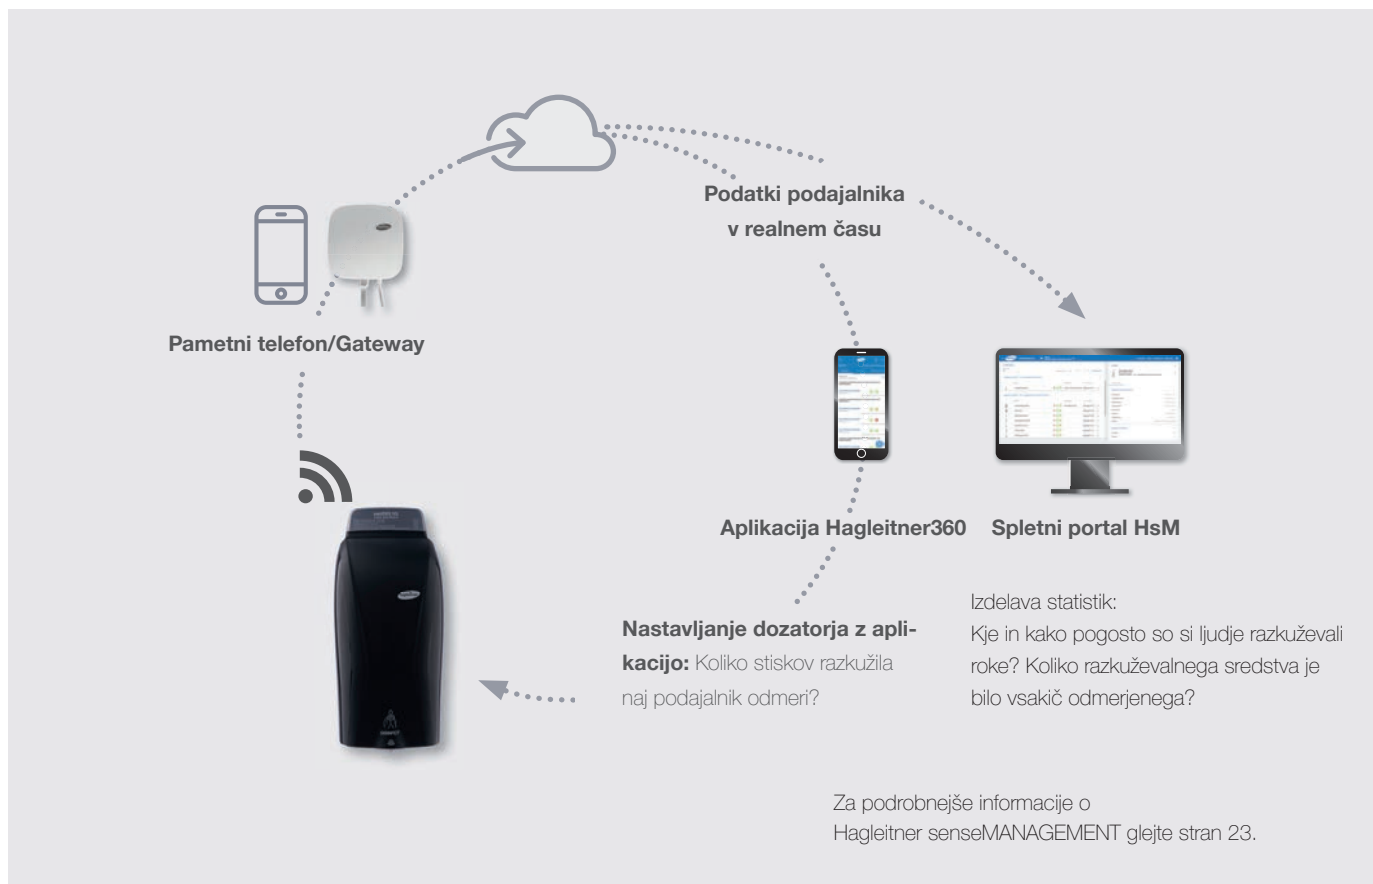 Podatki podajalnika
v realnem času
Pametni telefon/Gateway
Aplikacija Hagleitner360
Spletni portal HsM
Nastavljanje dozatorja z apli-
kacijo: Koliko stiskov razkužila
naj podajalnik odmeri?
Izdelava statistik:
Kje in kako pogosto so si ljudje razkuževali
roke? Koliko razkuževalnega sredstva je
bilo vsakič odmerjenega?
Za podrobnejše informacije o
Hagleitner senseMANAGEMENT glejte stran 23.